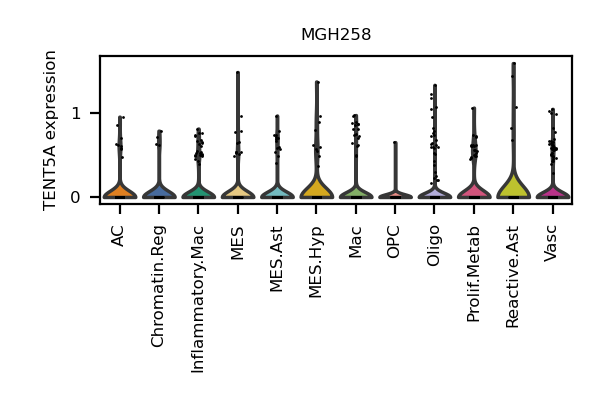 MGH258
TENT5A expression
1
0
AC
Chromatin.Reg
Inflammatory.Mac
MES
MES.Ast
MES.Hyp
Mac
OPC
Oligo
Prolif.Metab
Reactive.Ast
Vasc